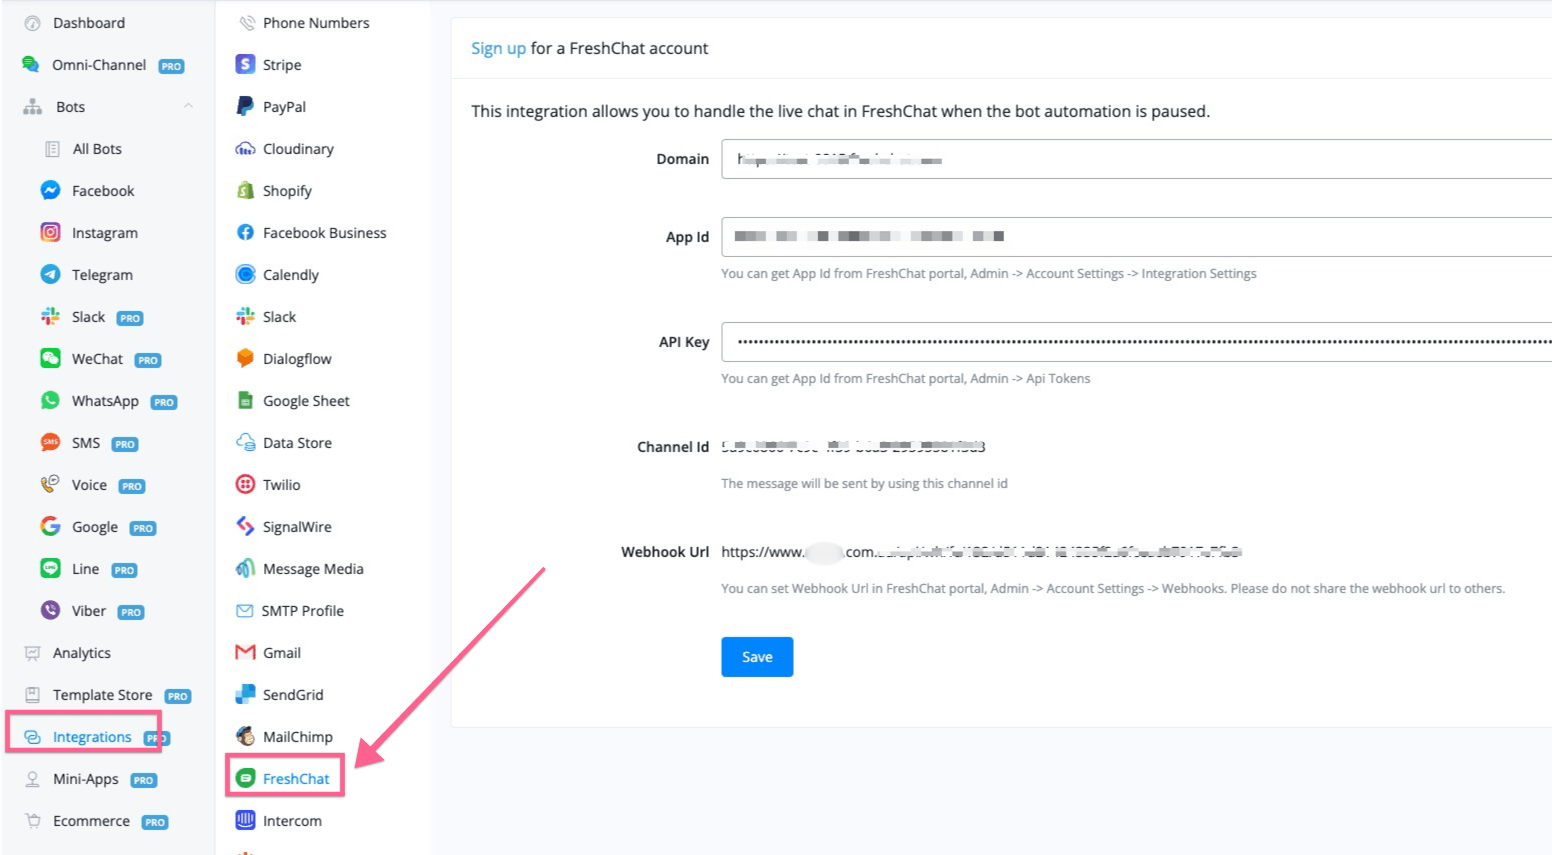 Dashboard
Omni-Channel PRO
Bots
All Bots
Facebook
Instagram
Telegram
Slack PRO
WeChat PRO
WhatsApp PRO
SMS SMS PRO
Voice PRO
Google PRO
LINE Line PRO
Viber PRO
Analytics
Template Store PRO
Integrations PRO
Mini-Apps PRO
Ecommerce PRO
Phone Numbers
S Stripe
PayPal
Cloudinary
Shopify
Facebook Business
Calendly
Slack
Dialogflow
Google Sheet
Data Store
Twilio
SignalWire
Message Media
SMTP Profile
Gmail
SendGrid
MailChimp
FreshChat
Intercom
Sign up for a FreshChat account
This integration allows you to handle the live chat in FreshChat when the bot automation is paused.
Domain
App Id
You can get App Id from FreshChat portal, Admin -> Account Settings -> Integration Settings
API Key
You can get App Id from FreshChat portal, Admin -> Api Tokens
Channel Id
The message will be sent by using this channel id
Webhook Url https://www. .com.
You can set Webhook Url in FreshChat portal, Admin -> Account Settings -> Webhooks. Please do not share the webhook url to others.
Save